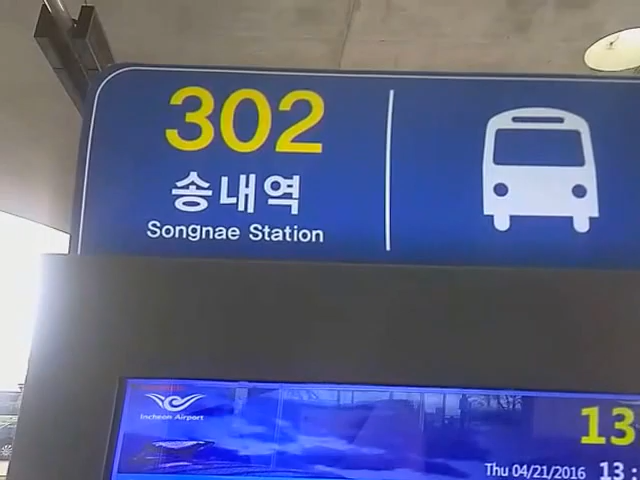 302
송내역
Songnae Station
Incheon Airport
13
Thu 04/21/2016 13: